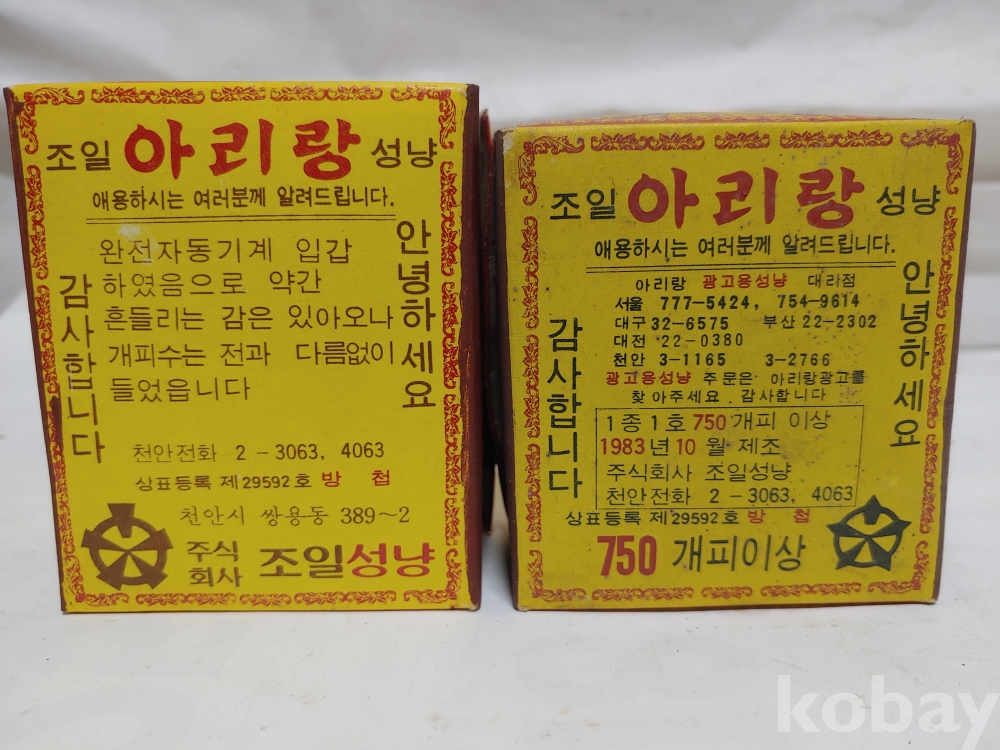 조일 아리랑 성냥
애용하시는 여러분께 알려드립니다.
안녕하세요
완전자동기계 입갑
하였음으로 약간
흔들리는 감은 있아오나
개피수는 전과 다름없이
들었읍니다
감사합니다
천안전화 2-3063, 4063
상표등록 제29592호 방 첩
천안시 쌍용동 389~2
주식회사 조일성냥
조일 아리랑 성냥
애용하시는 여러분께 알려드립니다.
안녕하세요
아리랑 광고용성냥 대리점
서울 777-5424, 754-9614
대구 32-6575 부산 22-2302
대전 22-0380
천안 3-1165 3-2766
광고용성냥 주문은 아리랑광고를
찾아주세요. 감사합니다
감사합니다
1종1호 750개피 이상
1983년 10월 제조
주식회사 조일성냥
천안전화 2-3063, 4063
상표등록 제29592호 방 첩
750 개피이상
kobay